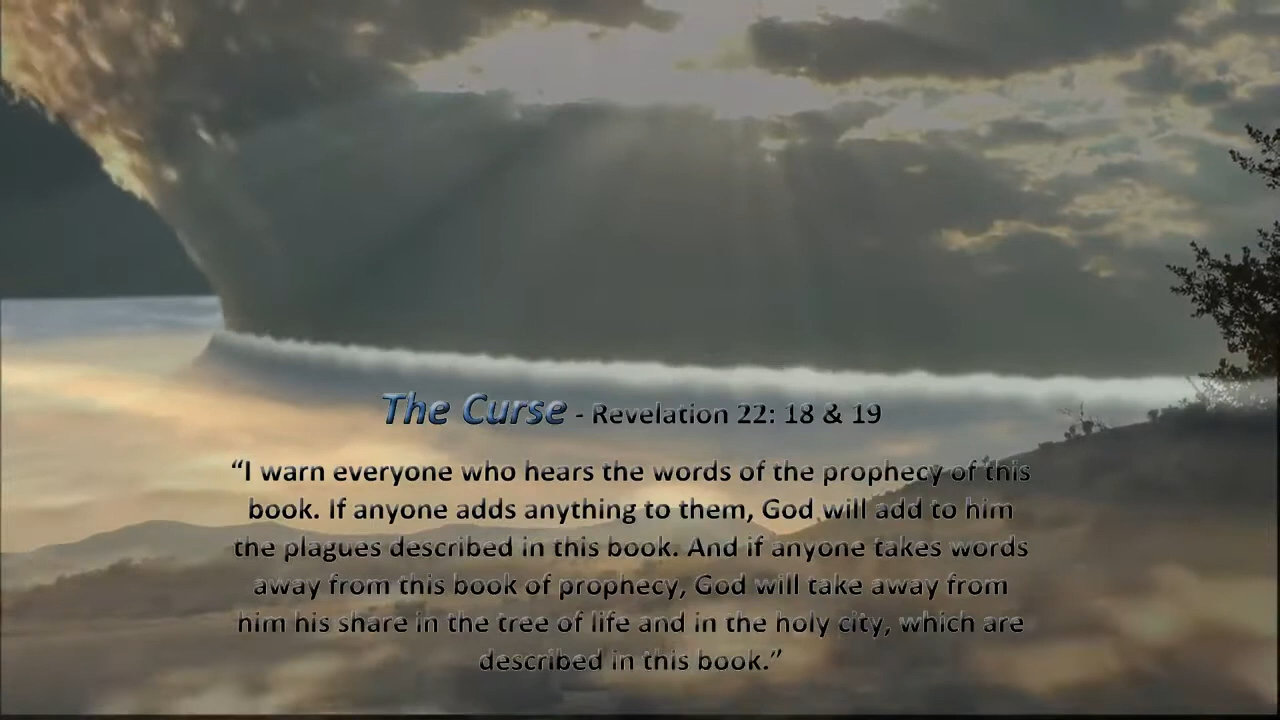 The Curse - Revelation 22: 18 & 19
“I warn everyone who hears the words of the prophecy of this
book. If anyone adds anything to them, God will add to him
the plagues described in this book. And if anyone takes words
away from this book of prophecy, God will take away from
him his share in the tree of life and in the holy city, which are
described in this book.”